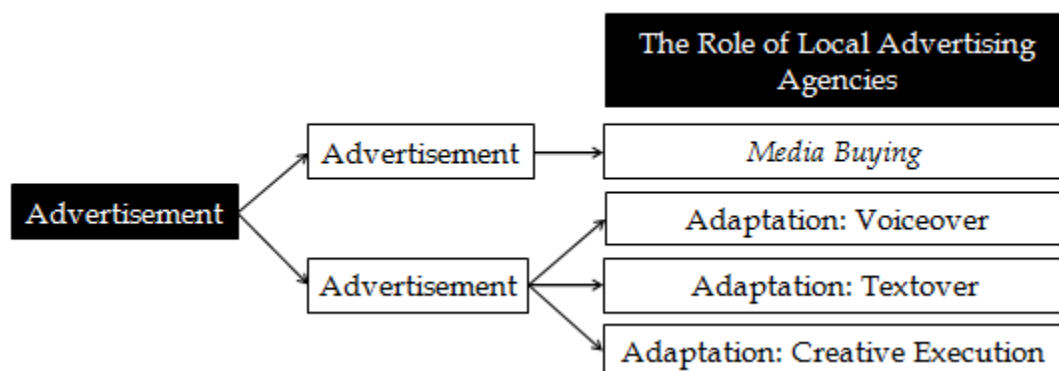 The Role of Local Advertising
Agencies
Advertisement
Media Buying
Advertisement
Adaptation: Voiceover
Advertisement
Adaptation: Textover
Adaptation: Creative Execution